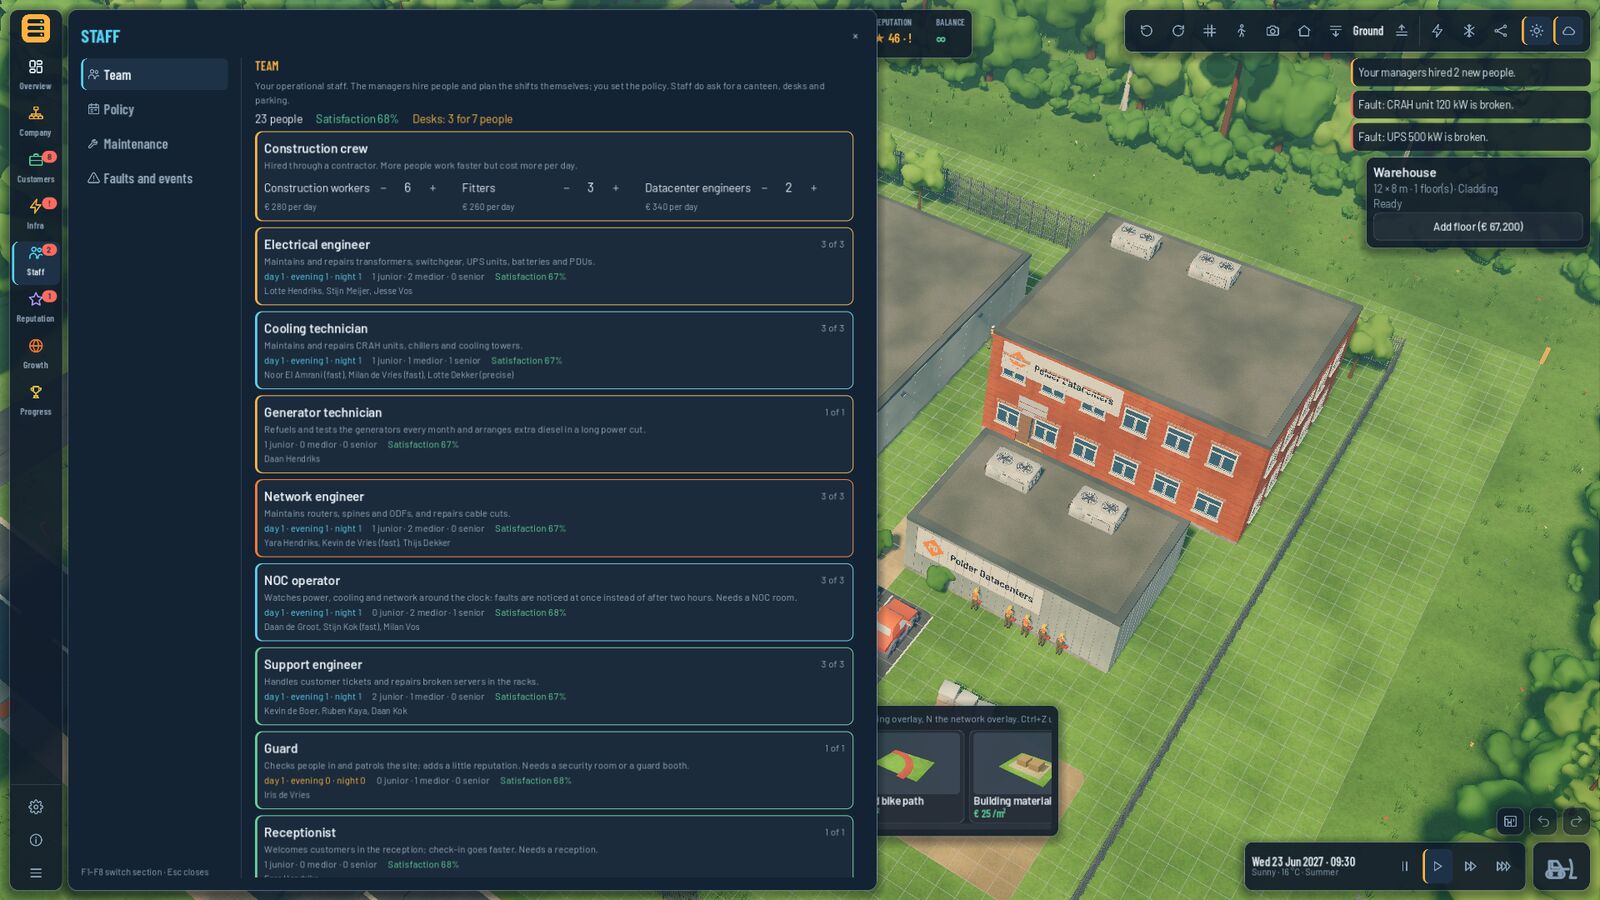 STAFF
×
Overview
Company
8
Customers
!
Infra
2
Staff
1
Reputation
Growth
Progress
Team
Policy
Maintenance
Faults and events
F1-F8 switch section · Esc closes
TEAM
Your operational staff. The managers hire people and plan the shifts themselves; you set the policy. Staff do ask for a canteen, desks and
parking.
23 people Satisfaction 68% Desks: 3 for 7 people
Construction crew
Hired through a contractor. More people work faster but cost more per day.
Construction workers − 6 + Fitters − 3 + Datacenter engineers − 2 +
€ 280 per day € 260 per day € 340 per day
Electrical engineer 3 of 3
Maintains and repairs transformers, switchgear, UPS units, batteries and PDUs.
day 1 · evening 1 · night 1 1 junior · 2 medior · 0 senior Satisfaction 67%
Lotte Hendriks, Stijn Meijer, Jesse Vos
Cooling technician 3 of 3
Maintains and repairs CRAH units, chillers and cooling towers.
day 1 · evening 1 · night 1 1 junior · 1 medior · 1 senior Satisfaction 67%
Noor El Amrani (fast), Milan de Vries (fast), Lotte Dekker (precise)
Generator technician 1 of 1
Refuels and tests the generators every month and arranges extra diesel in a long power cut.
1 junior · 0 medior · 0 senior Satisfaction 67%
Daan Hendriks
Network engineer 3 of 3
Maintains routers, spines and ODFs, and repairs cable cuts.
day 1 · evening 1 · night 1 1 junior · 2 medior · 0 senior Satisfaction 67%
Yara Hendriks, Kevin de Vries (fast), Thijs Dekker
NOC operator 3 of 3
Watches power, cooling and network around the clock: faults are noticed at once instead of after two hours. Needs a NOC room.
day 1 · evening 1 · night 1 0 junior · 2 medior · 1 senior Satisfaction 68%
Daan de Groot, Stijn Kok (fast), Milan Vos
Support engineer 3 of 3
Handles customer tickets and repairs broken servers in the racks.
day 1 · evening 1 · night 1 2 junior · 1 medior · 0 senior Satisfaction 67%
Kevin de Boer, Ruben Kaya, Daan Kok
Guard 1 of 1
Checks people in and patrols the site; adds a little reputation. Needs a security room or a guard booth.
day 1 · evening 0 · night 0 0 junior · 1 medior · 0 senior Satisfaction 68%
Iris de Vries
Receptionist 1 of 1
Welcomes customers in the reception; check-in goes faster. Needs a reception.
1 junior · 0 medior · 0 senior Satisfaction 68%
EPUTATION BALANCE
★ 46 · ! ∞
Ground
Your managers hired 2 new people.
Fault: CRAH unit 120 kW is broken.
Fault: UPS 500 kW is broken.
Warehouse
12 × 8 m · 1 floor(s) · Cladding
Ready
Add floor (€ 67,200)
Polder Datacenters
Polder Datacenters
ing overlay, N the network overlay. Ctrl+Z u
bike path
Building material
€ 25 /m²
Wed 23 Jun 2027 · 09:30
Sunny · 16 °C · Summer